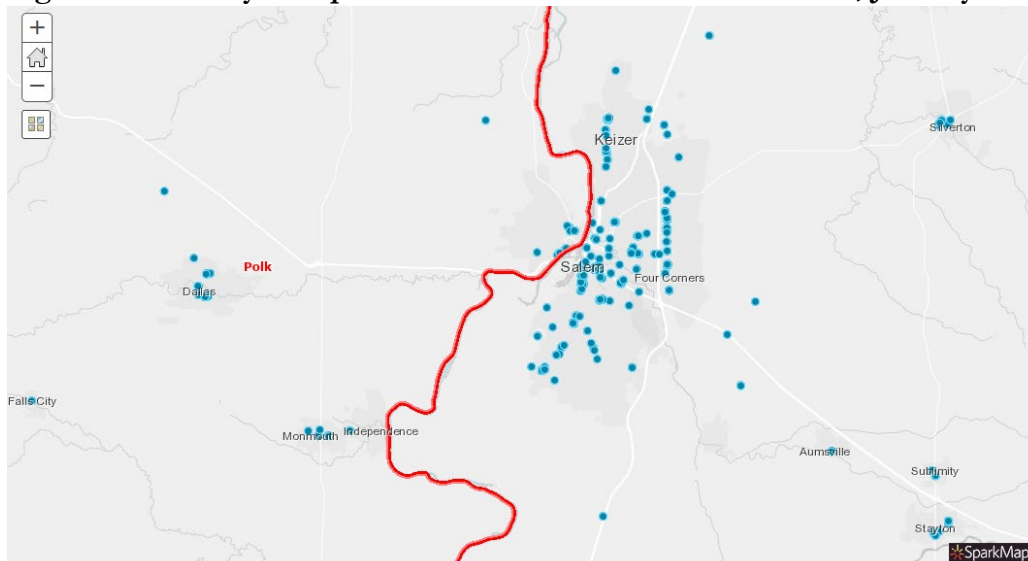 Keizer
Silverton
Polk
Salem
Four Corners
Dallas
Falls City
Monmouth
Independence
Aumsville
Sublimity
Stayton
SparkMap